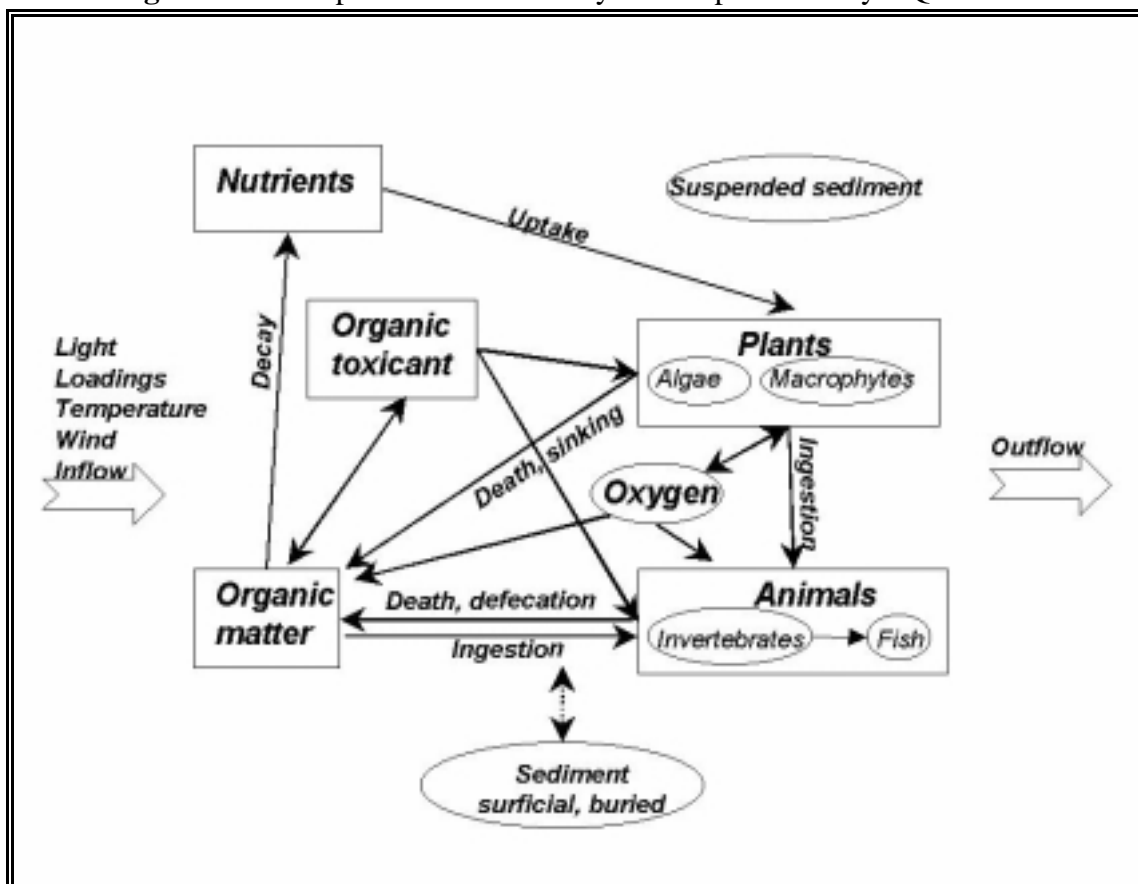 Nutrients
Suspended sediment
Uptake
Organic
toxicant
Decay
Light
Loadings
Temperature
Wind
Inflow
Plants
Algae
Macrophytes
Death, sinking
Oxygen
Ingestion
Outflow
Organic
matter
Death, defecation
Ingestion
Animals
Invertebrates
Fish
Sediment
surficial, buried